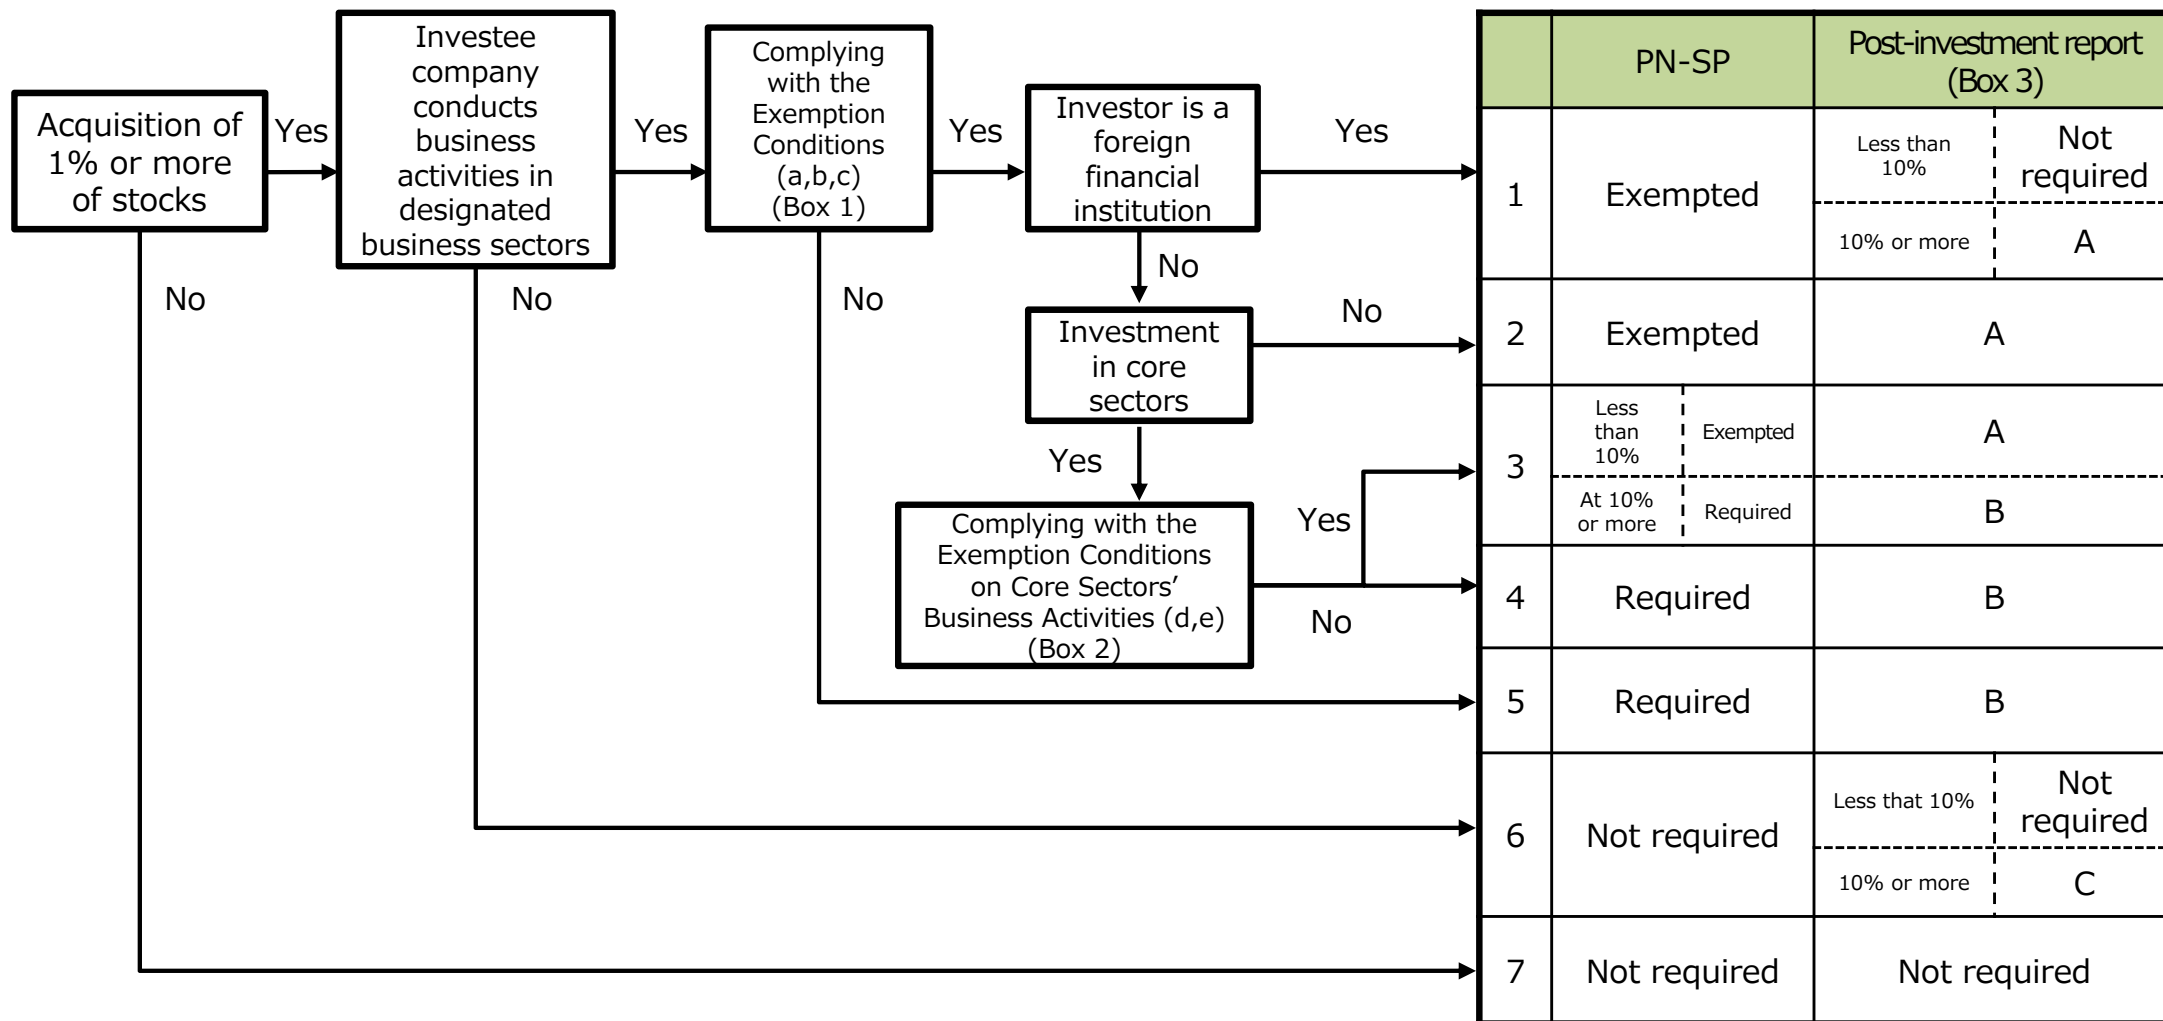 Acquisition of
1% or more
of stocks
Yes
No
Investee
company
conducts
business
activities in
designated
business sectors
Yes
No
Complying
with the
Exemption
Conditions
(a,b,c)
(Box 1)
Yes
No
Investor is a
foreign
financial
institution
Yes
No
Investment
in core
sectors
No
Yes
Complying with the
Exemption Conditions
on Core Sectors’
Business Activities (d,e)
(Box 2)
Yes
No
PN-SP
Post-investment report
(Box 3)
1
Exempted
Less than
10%
Not
required
10% or more
A
2
Exempted
A
3
Less
than
10%
Exempted
A
At 10%
or more
Required
B
4
Required
B
5
Required
B
6
Not required
Less that 10%
Not
required
10% or more
C
7
Not required
Not required